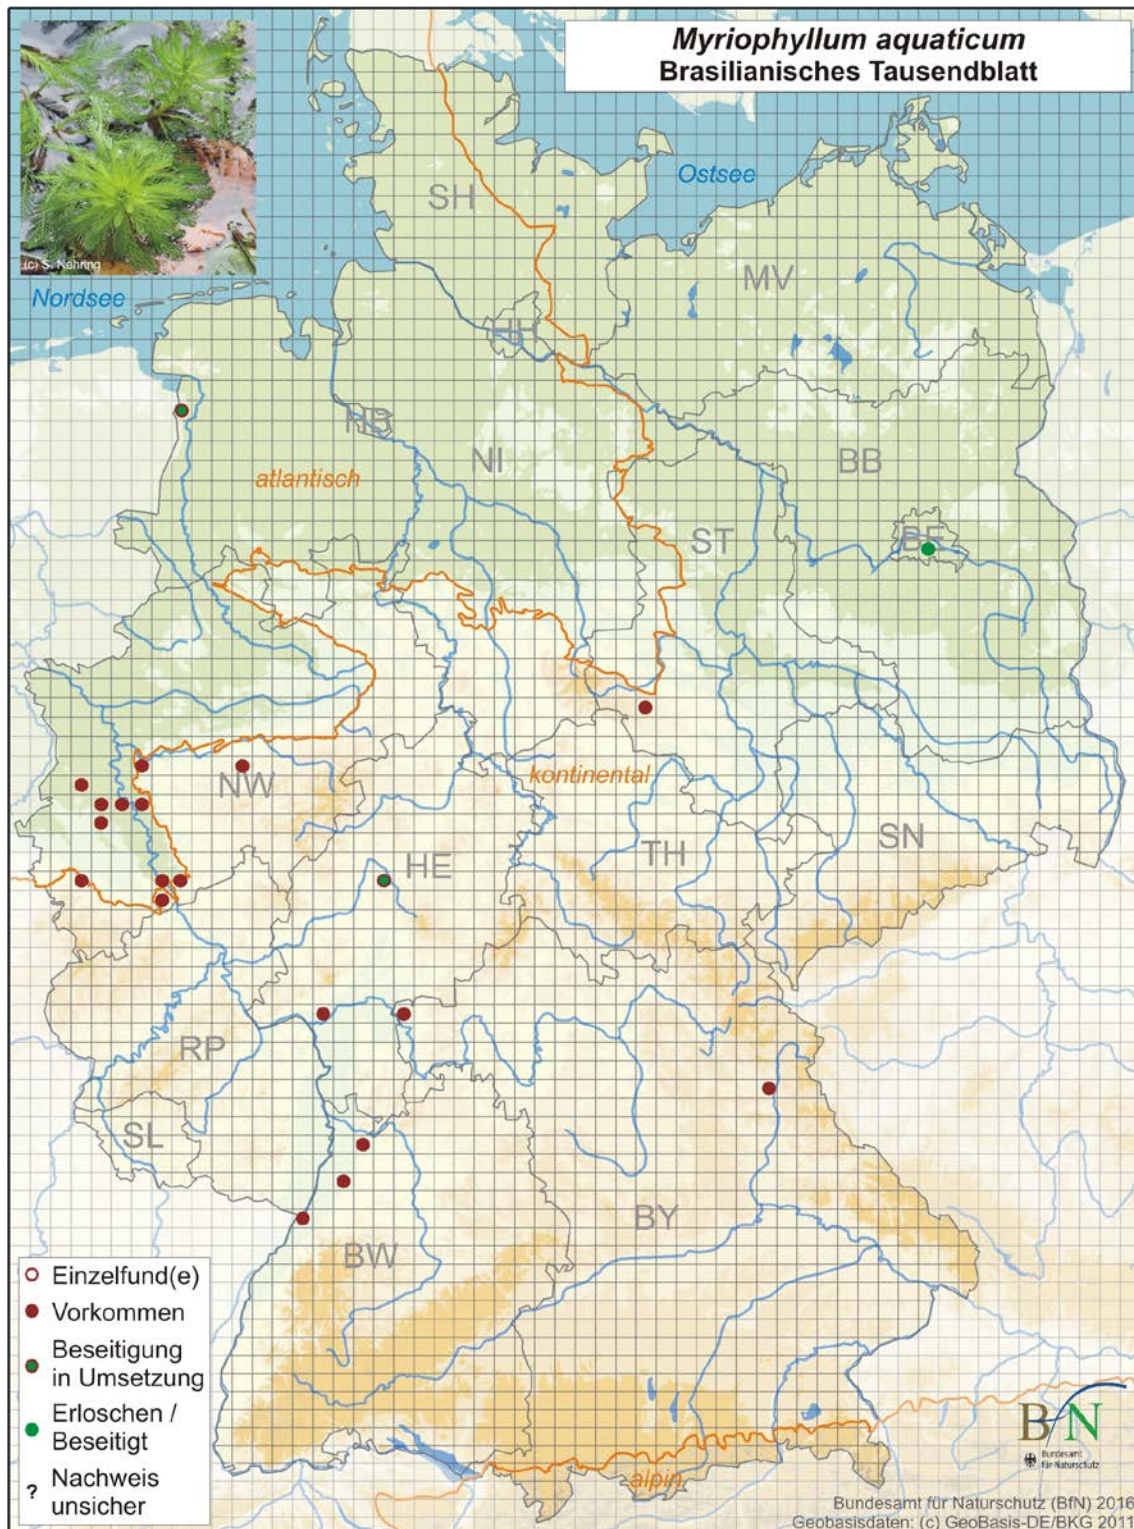 Myriophyllum aquaticum
Brasilianisches Tausendblatt
(c) S. Nehring
Ostsee
SH
Nordsee
MV
HH
HB
NI
BB
atlantisch
ST
BE
kontinental
NW
SN
TH
HE
RP
SL
BY
BW
Einzelfund(e)
Vorkommen
Beseitigung
in Umsetzung
Erloschen /
Beseitigt
? Nachweis
unsicher
alpin
BfN
Bundesamt
für Naturschutz
Bundesamt für Naturschutz (BfN) 2016
Geobasisdaten: (c) GeoBasis-DE/BKG 2011